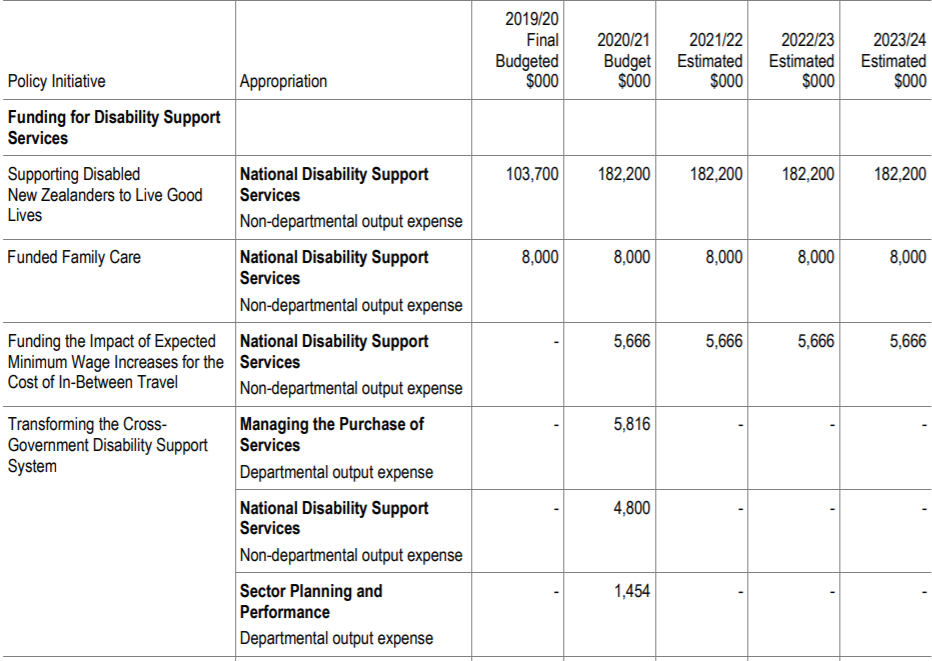 2019/20
Final
Budgeted
$000
2020/21
Budget
$000
2021/22
Estimated
$000
2022/23
Estimated
$000
2023/24
Estimated
$000
Policy Initiative Appropriation
Funding for Disability Support
Services
Supporting Disabled
New Zealanders to Live Good
Lives
National Disability Support
Services
Non-departmental output expense
103,700 182,200 182,200 182,200 182,200
Funded Family Care
National Disability Support
Services
Non-departmental output expense
8,000 8,000 8,000 8,000 8,000
Funding the Impact of Expected
Minimum Wage Increases for the
Cost of In-Between Travel
National Disability Support
Services
Non-departmental output expense
- 5,666 5,666 5,666 5,666
Transforming the Cross-
Government Disability Support
System
Managing the Purchase of
Services
Departmental output expense
- 5,816 - - -
National Disability Support
Services
Non-departmental output expense
- 4,800 - - -
Sector Planning and
Performance
Departmental output expense
- 1,454 - - -